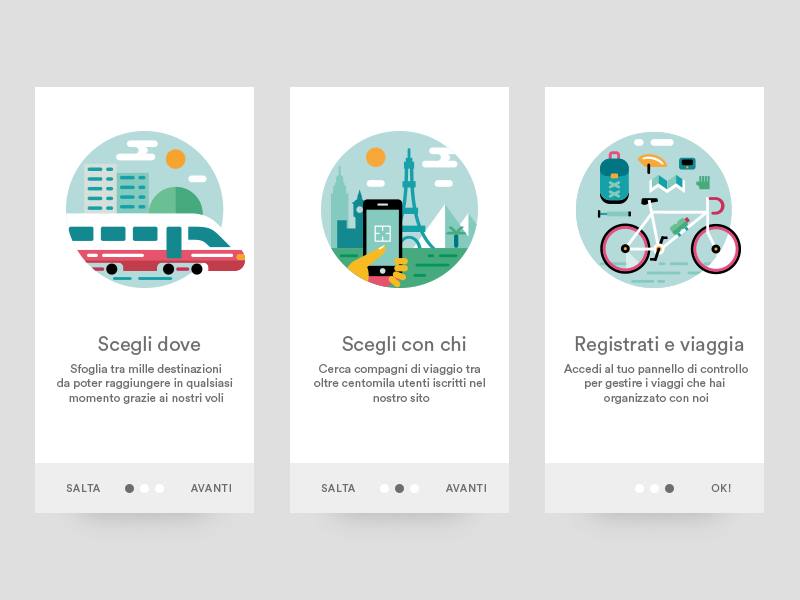 Scegli dove
Sfoglia tra mille destinazioni
da poter raggiungere in qualsiasi
momento grazie ai nostri voli
SALTA
AVANTI
Scegli con chi
Cerca compagni di viaggio tra
oltre centomila utenti iscritti nel
nostro sito
SALTA
AVANTI
Registrati e viaggia
Accedi al tuo pannello di controllo
per gestire i viaggi che hai
organizzato con noi
OK!